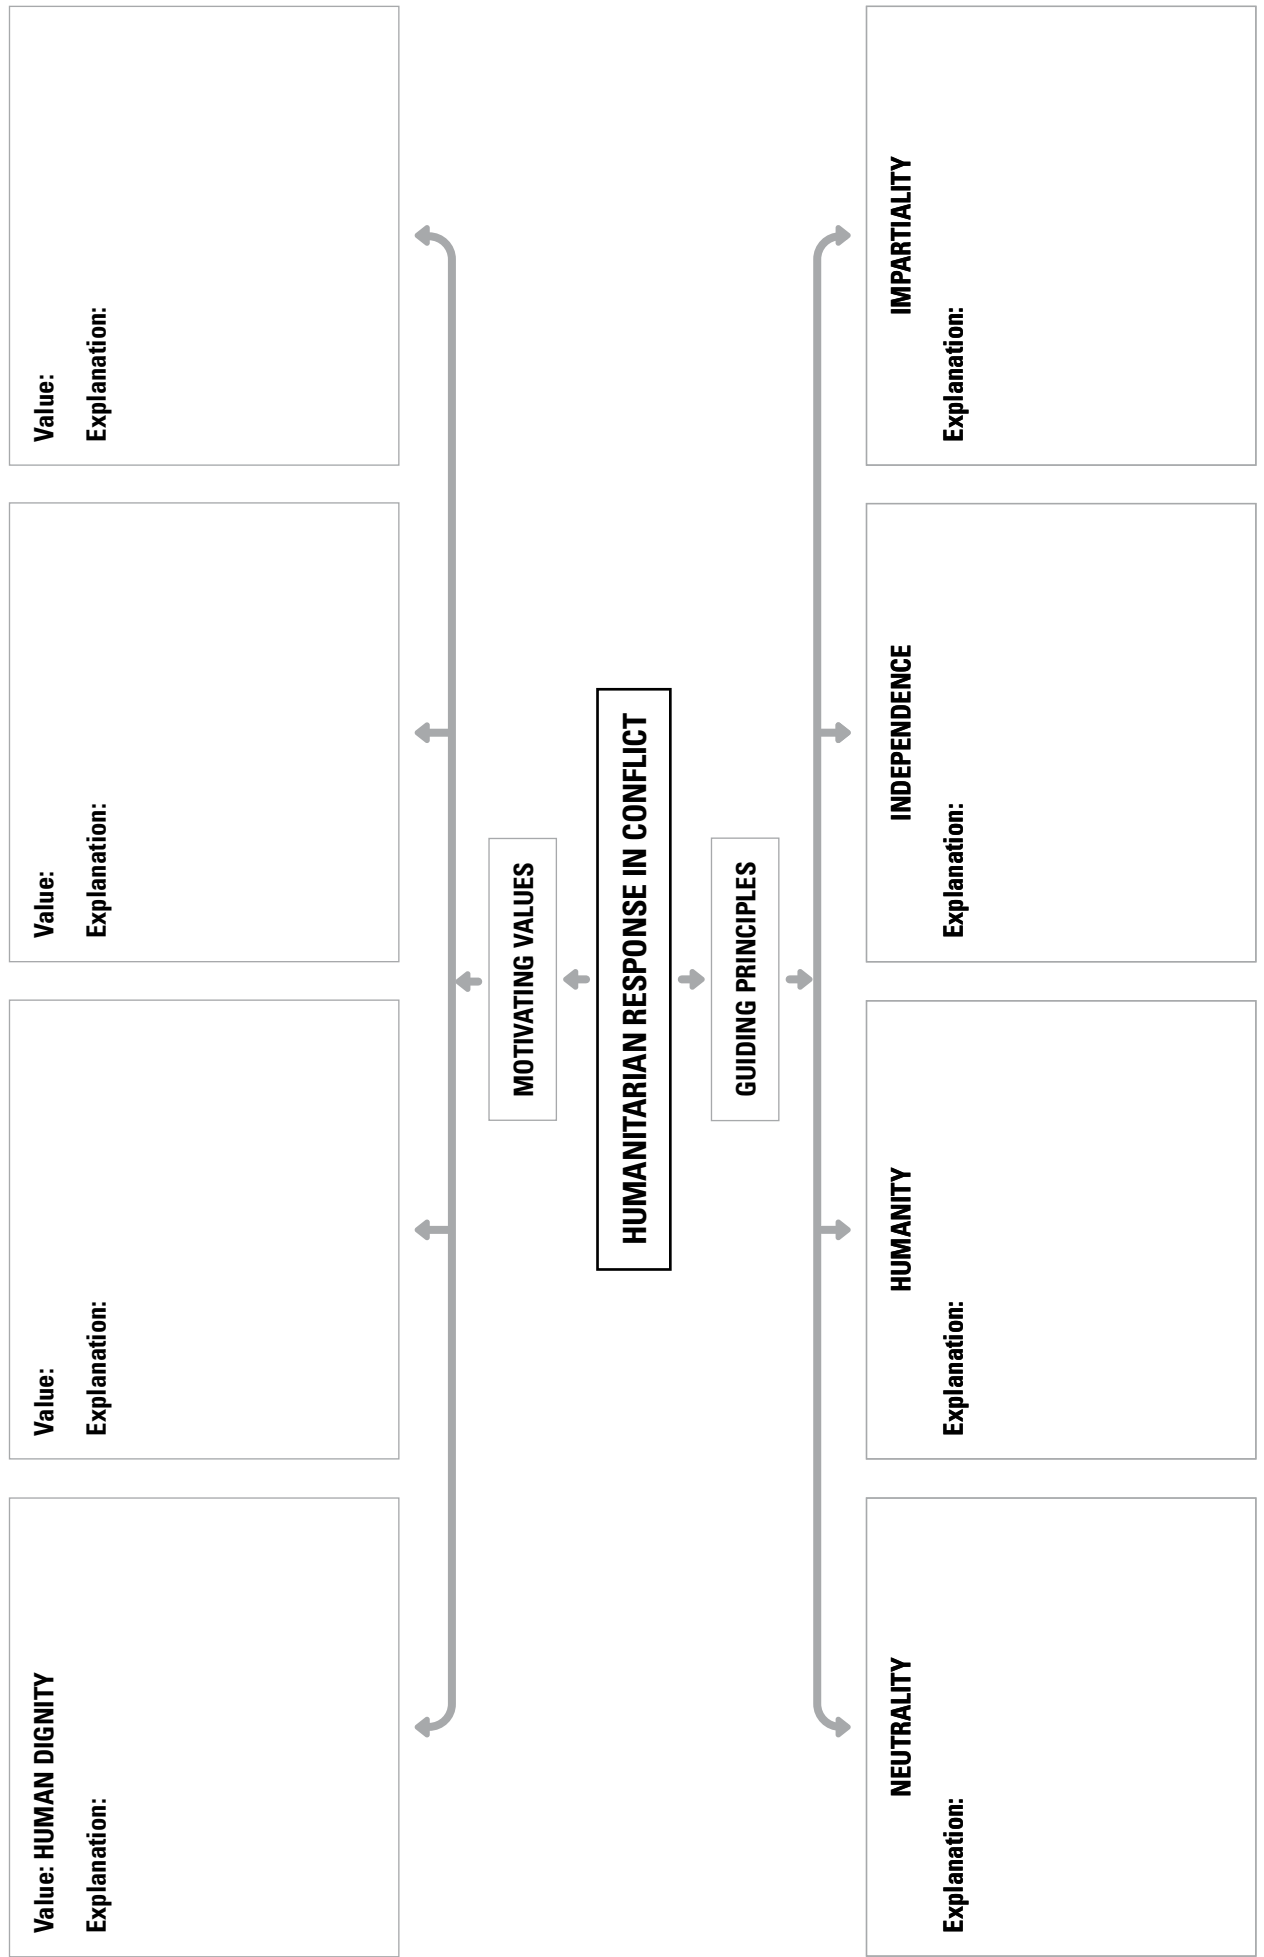 Value: HUMAN DIGNITY
Explanation:
Value:
Explanation:
Value:
Explanation:
Value:
Explanation:
MOTIVATING VALUES
HUMANITARIAN RESPONSE IN CONFLICT
GUIDING PRINCIPLES
NEUTRALITY
Explanation:
HUMANITY
Explanation:
INDEPENDENCE
Explanation:
IMPARTIALITY
Explanation: